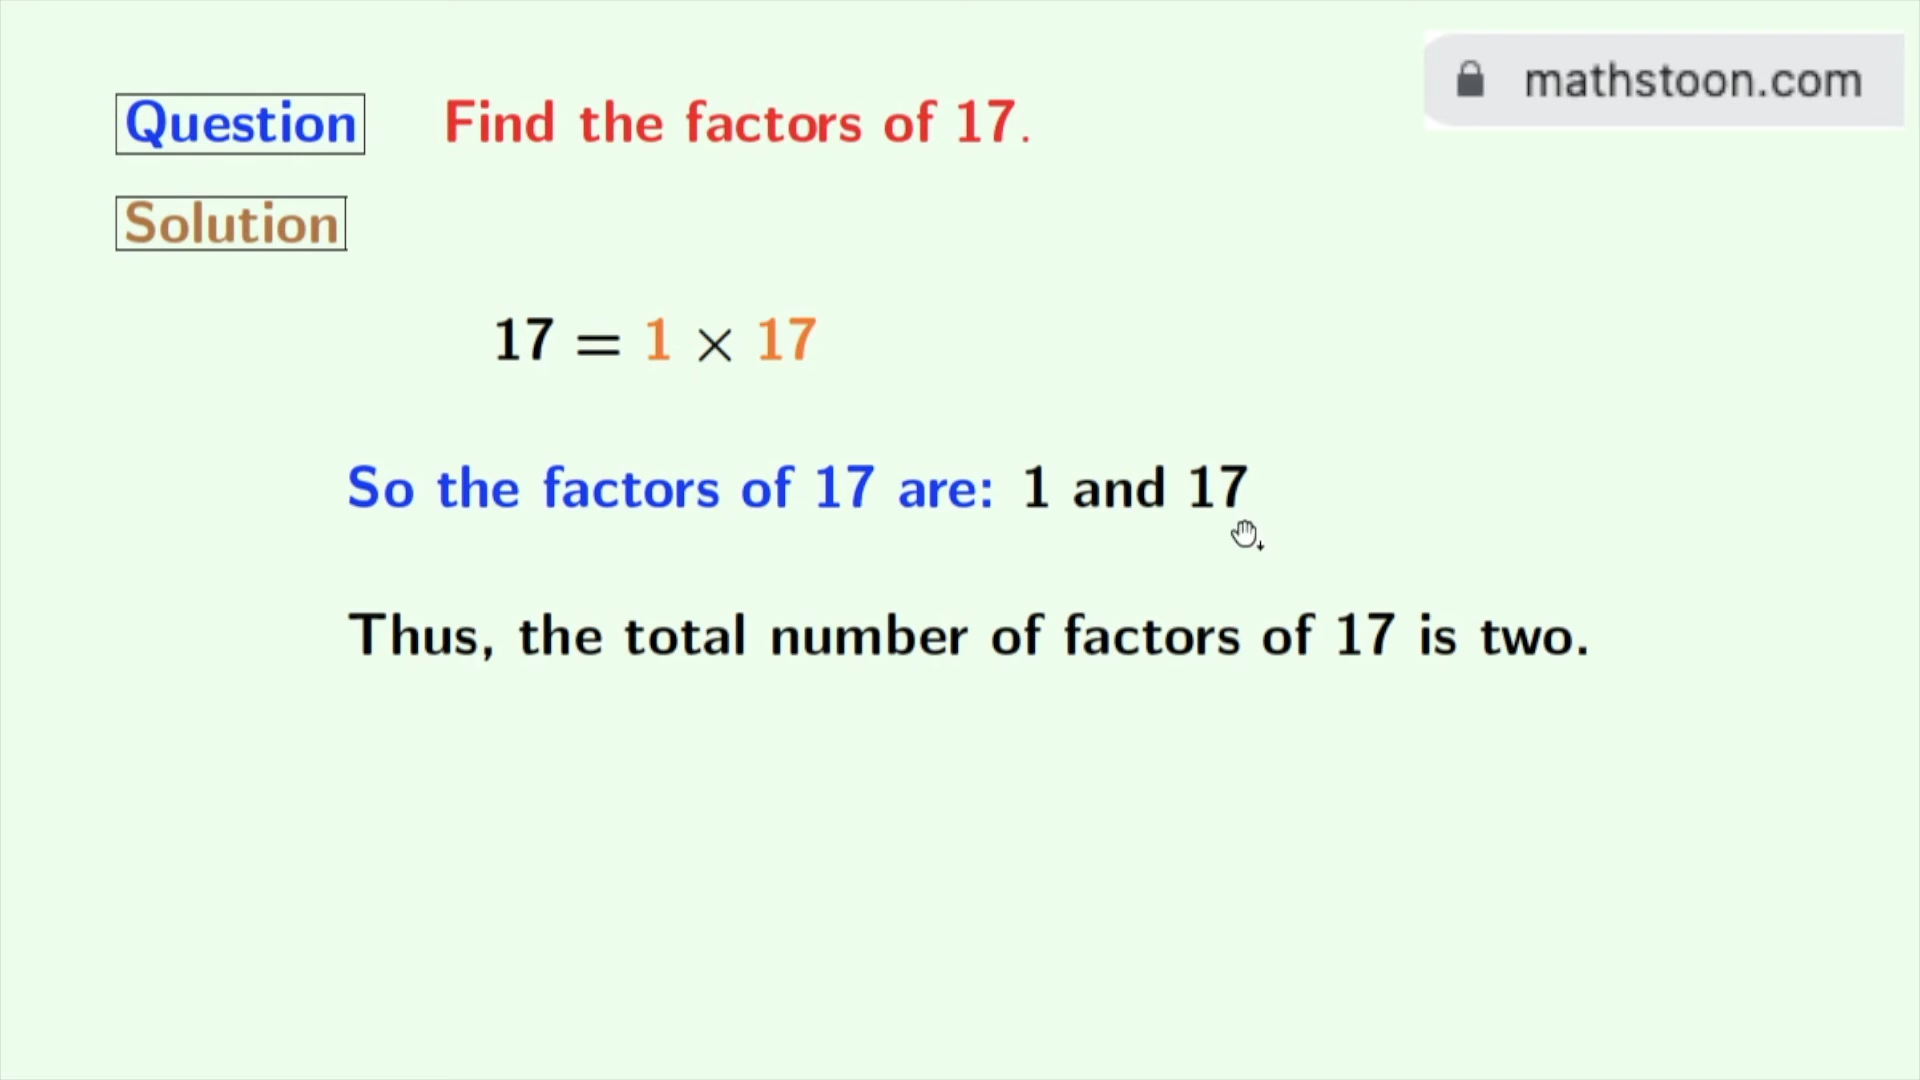 mathstoon.com
Question Find the factors of 17.
Solution
17 = 1 × 17
So the factors of 17 are: 1 and 17
Thus, the total number of factors of 17 is two.